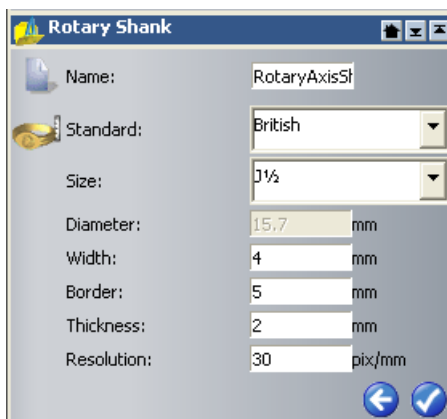 Rotary Shank
Name: RotaryAxisSh
Standard: British
Size: J½
Diameter: 15.7 mm
Width: 4 mm
Border: 5 mm
Thickness: 2 mm
Resolution: 30 pix/mm